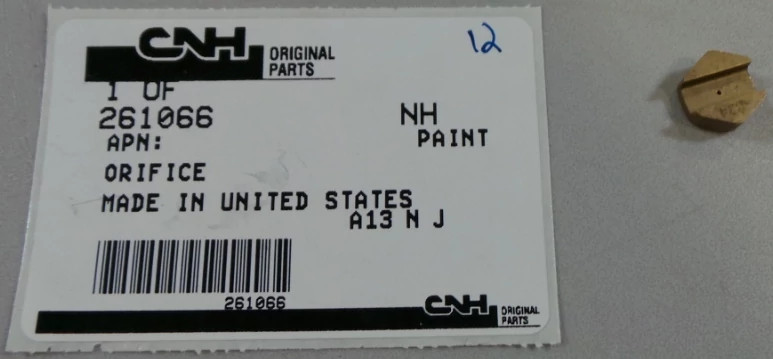 CNH ORIGINAL PARTS
12
1 OF
261066 NH
APN: PAINT
ORIFICE
MADE IN UNITED STATES
A13 N J
261066
CNH ORIGINAL PARTS